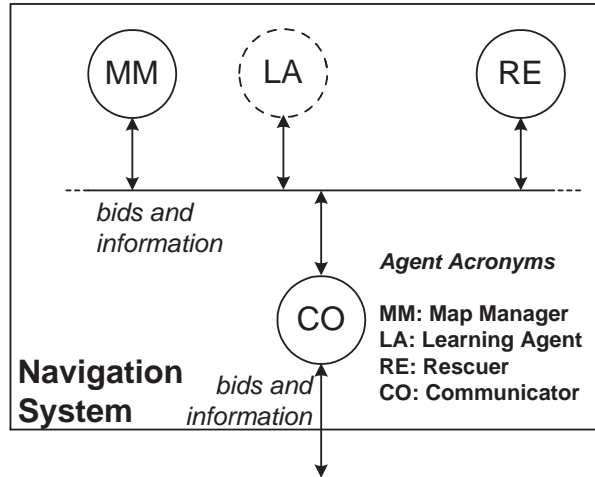 MM
LA
RE
bids and
information
Agent Acronyms
CO
MM: Map Manager
LA: Learning Agent
RE: Rescuer
CO: Communicator
Navigation
System
bids and
information